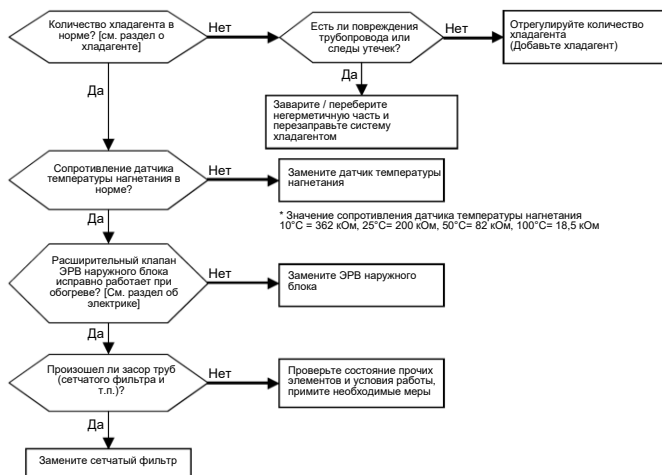 Количество хладагента в
норме? [см. раздел о
хладагенте]
Нет
Есть ли повреждения
трубопровода или
следы утечек?
Нет
Отрегулируйте количество
хладагента
(Добавьте хладагент)
Да
Да
Заварите / переберите
негерметичную часть и
перезаправьте систему
хладагентом
Сопротивление датчика
температуры нагнетания в
норме?
Нет
Замените датчик температуры
нагнетания
* Значение сопротивления датчика температуры нагнетания
10°C = 362 кОм, 25°C= 200 кОм, 50°C= 82 кОм, 100°C= 18,5 кОм
Да
Расширительный клапан
ЭРВ наружного блока
исправно работает при
обогреве? [См. раздел об
электрике]
Нет
Замените ЭРВ наружного
блока
Да
Произошел ли засор труб
(сетчатого фильтра и
т.п.)?
Нет
Проверьте состояние прочих
элементов и условия работы,
примите необходимые меры
Да
Замените сетчатый фильтр